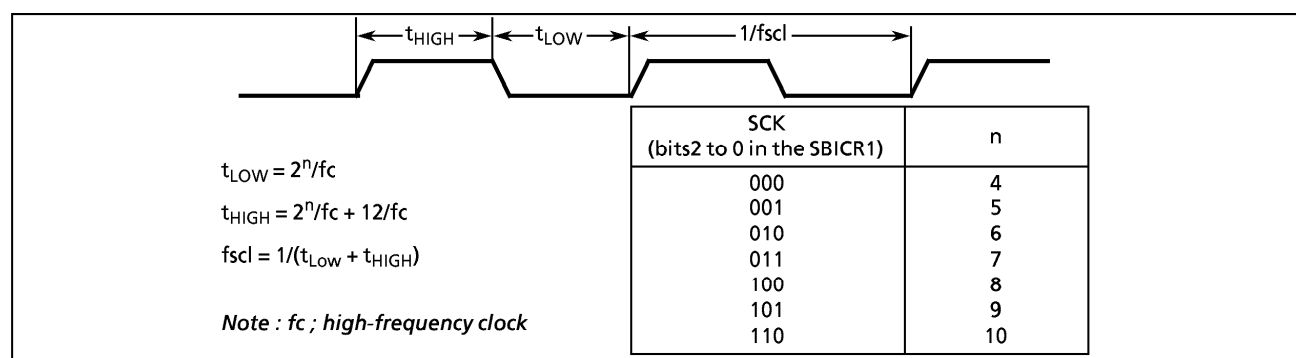 tHIGH tLOW 1/fscl
SCK
(bits2 to 0 in the SBICR1) n
tLOW = 2^n/fc
tHIGH = 2^n/fc + 12/fc
fscl = 1/(tLow + tHIGH)
Note : fc ; high-frequency clock
000 4
001 5
010 6
011 7
100 8
101 9
110 10